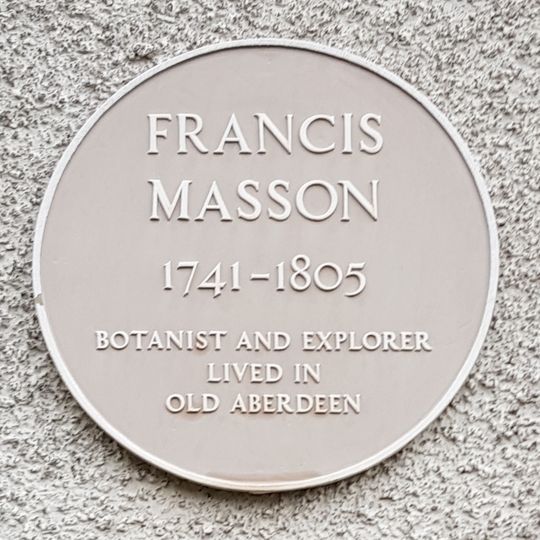 FRANCIS
MASSON
1741-1805
BOTANIST AND EXPLORER
LIVED IN
OLD ABERDEEN